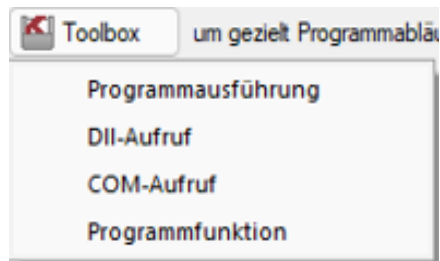 Toolbox um gezielt Programmabläu
Programmausführung
Dll-Aufruf
COM-Aufruf
Programmfunktion